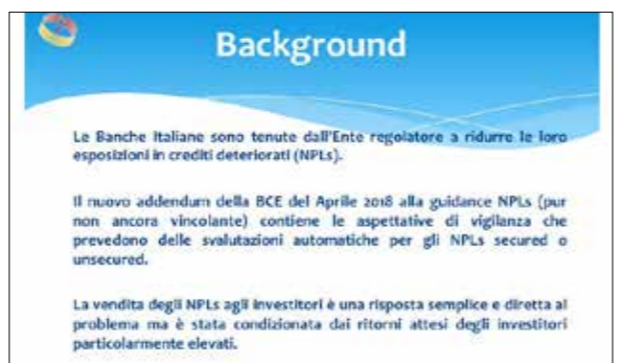 Background
Le Banche Italiane sono tenute dall'Ente regolatore a ridurre le loro
esposizioni in crediti deteriorati (NPLs).
Il nuovo addendum della BCE del Aprile 2018 alla guidance NPLs (pur
non ancora vincolante) contiene le aspettative di vigilanza che
prevedono delle svalutazioni automatiche per gli NPLs secured o
unsecured.
La vendita degli NPLs agli investitori è una risposta semplice e diretta al
problema ma è stata condizionata dai ritorni attesi degli investitori
particolarmente elevati.